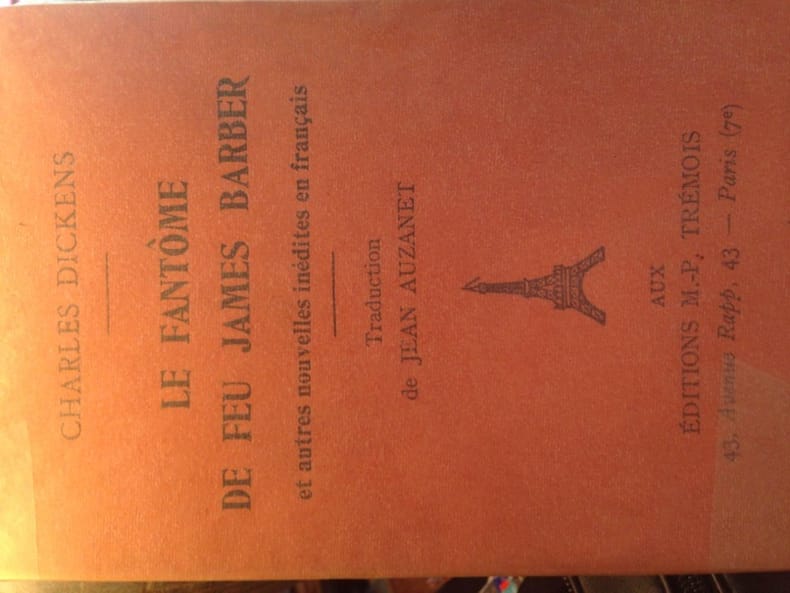 CHARLES DICKENS
LE FANTÔME
DE FEU JAMES BARBER
et autres nouvelles inédites en français
Traduction
de JEAN AUZANET
AUX
ÉDITIONS M.-P. TRÉMOIS
43, Avenue Rapp, 43 — Paris (7e)